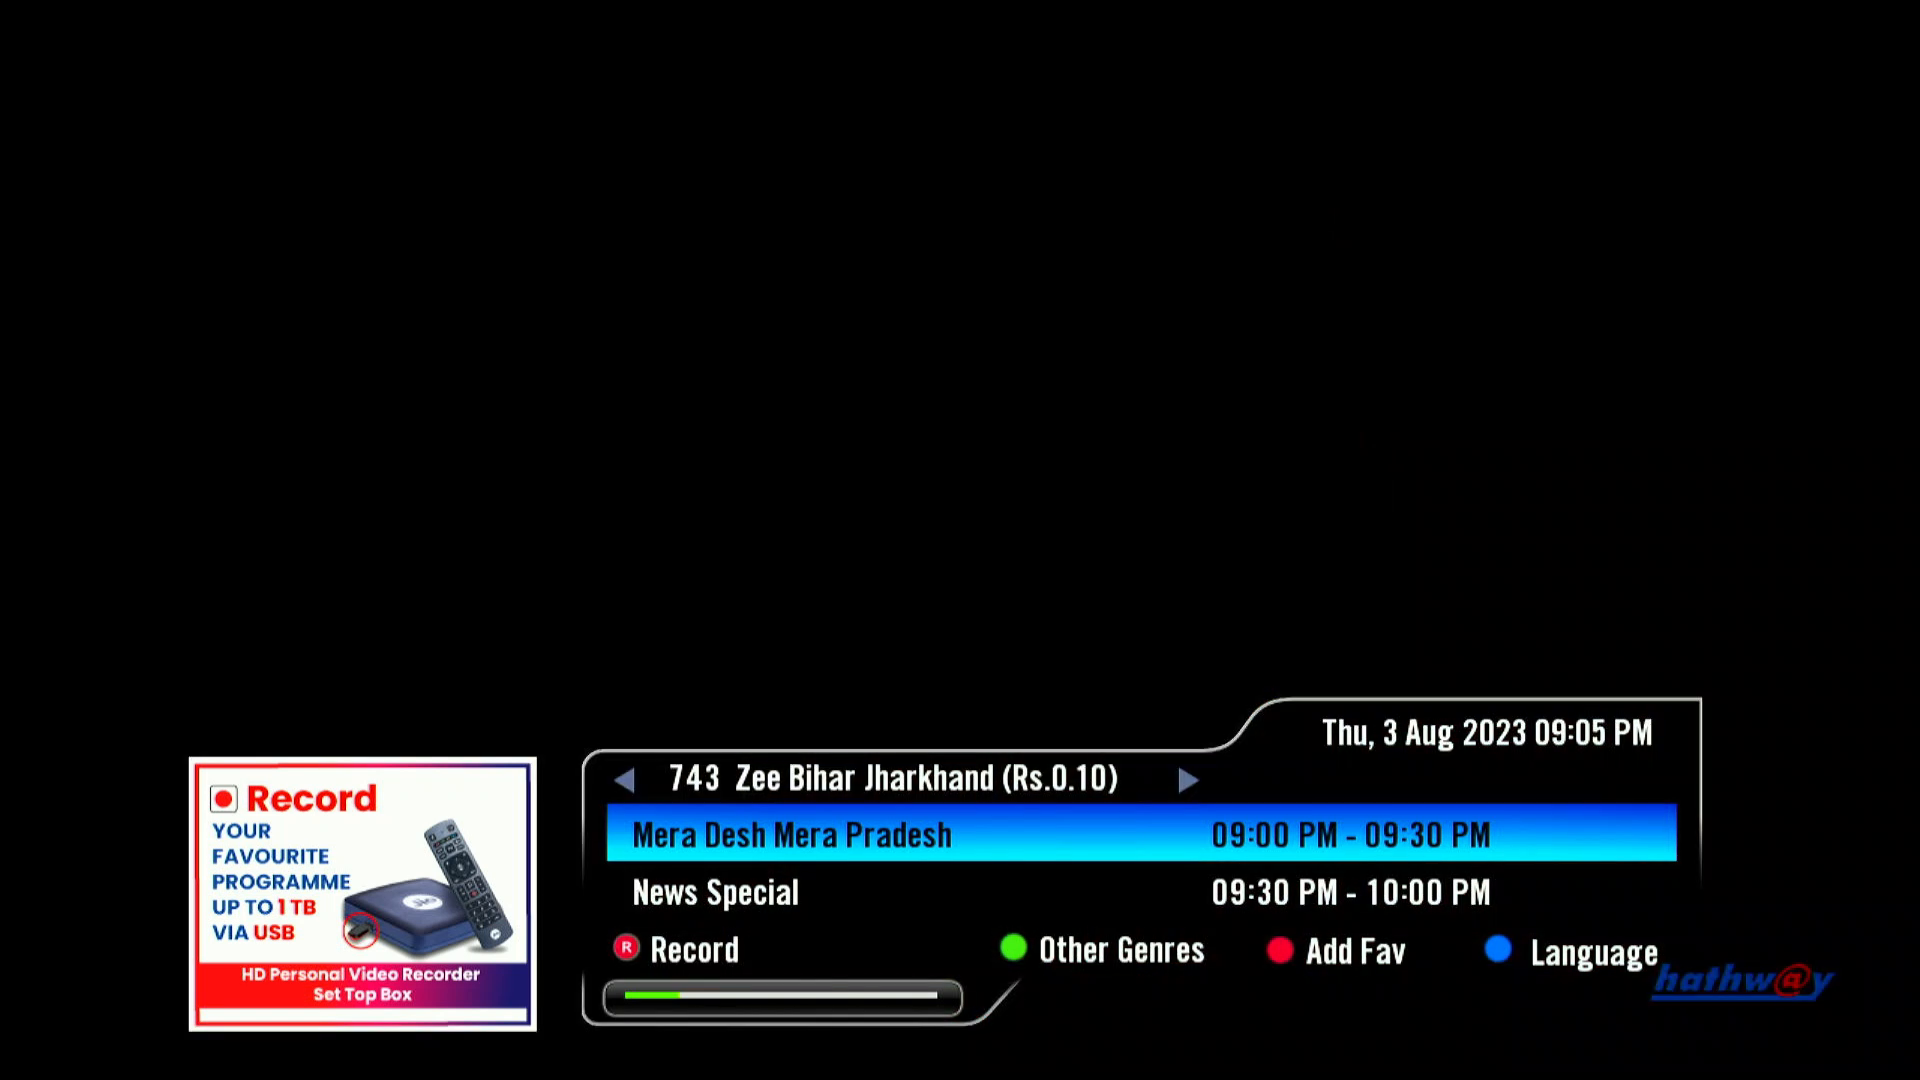 Thu, 3 Aug 2023 09:05 PM
743 Zee Bihar Jharkhand (Rs.0.10)
Mera Desh Mera Pradesh 09:00 PM - 09:30 PM
News Special 09:30 PM - 10:00 PM
R Record Other Genres Add Fav Language
hathw@y
Record
YOUR
FAVOURITE
PROGRAMME
UP TO 1 TB
VIA USB
Jio
HD Personal Video Recorder
Set Top Box